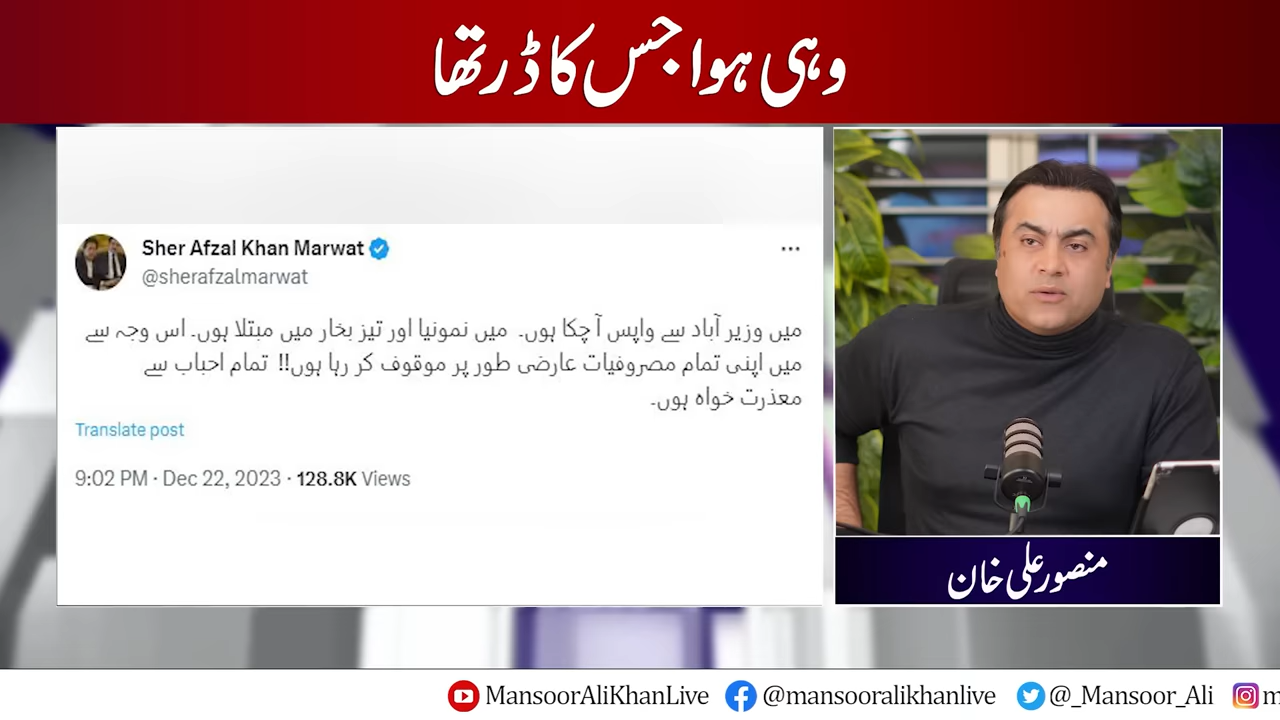 وہی ہوا جس کا ڈر تھا
Sher Afzal Khan Marwat
@sherafzalmarwat
میں وزیر آباد سے واپس آ چکا ہوں۔ میں نمونیا اور تیز بخار میں مبتلا ہوں۔ اس وجہ سے
میں اپنی تمام مصروفیات عارضی طور پر موقوف کر رہا ہوں!! تمام احباب سے
معذرت خواہ ہوں۔
Translate post
9:02 PM · Dec 22, 2023 · 128.8K Views
منصور علی خان
MansoorAliKhanLive @mansooralikhanlive @_Mansoor_Ali m